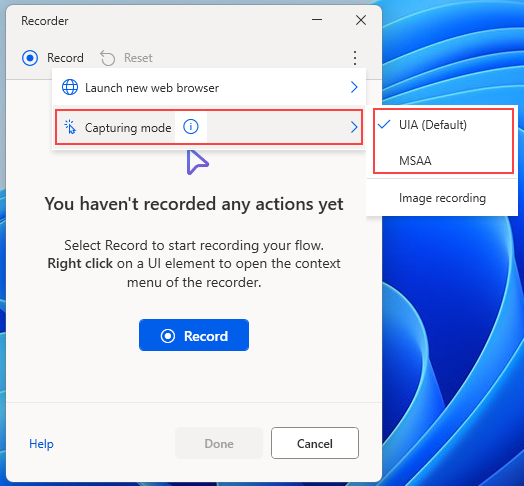 Recorder
Record
Reset
Launch new web browser
Capturing mode
UIA (Default)
MSAA
Image recording
You haven't recorded any actions yet
Select Record to start recording your flow.
Right click on a UI element to open the context
menu of the recorder.
Record
Help
Done
Cancel